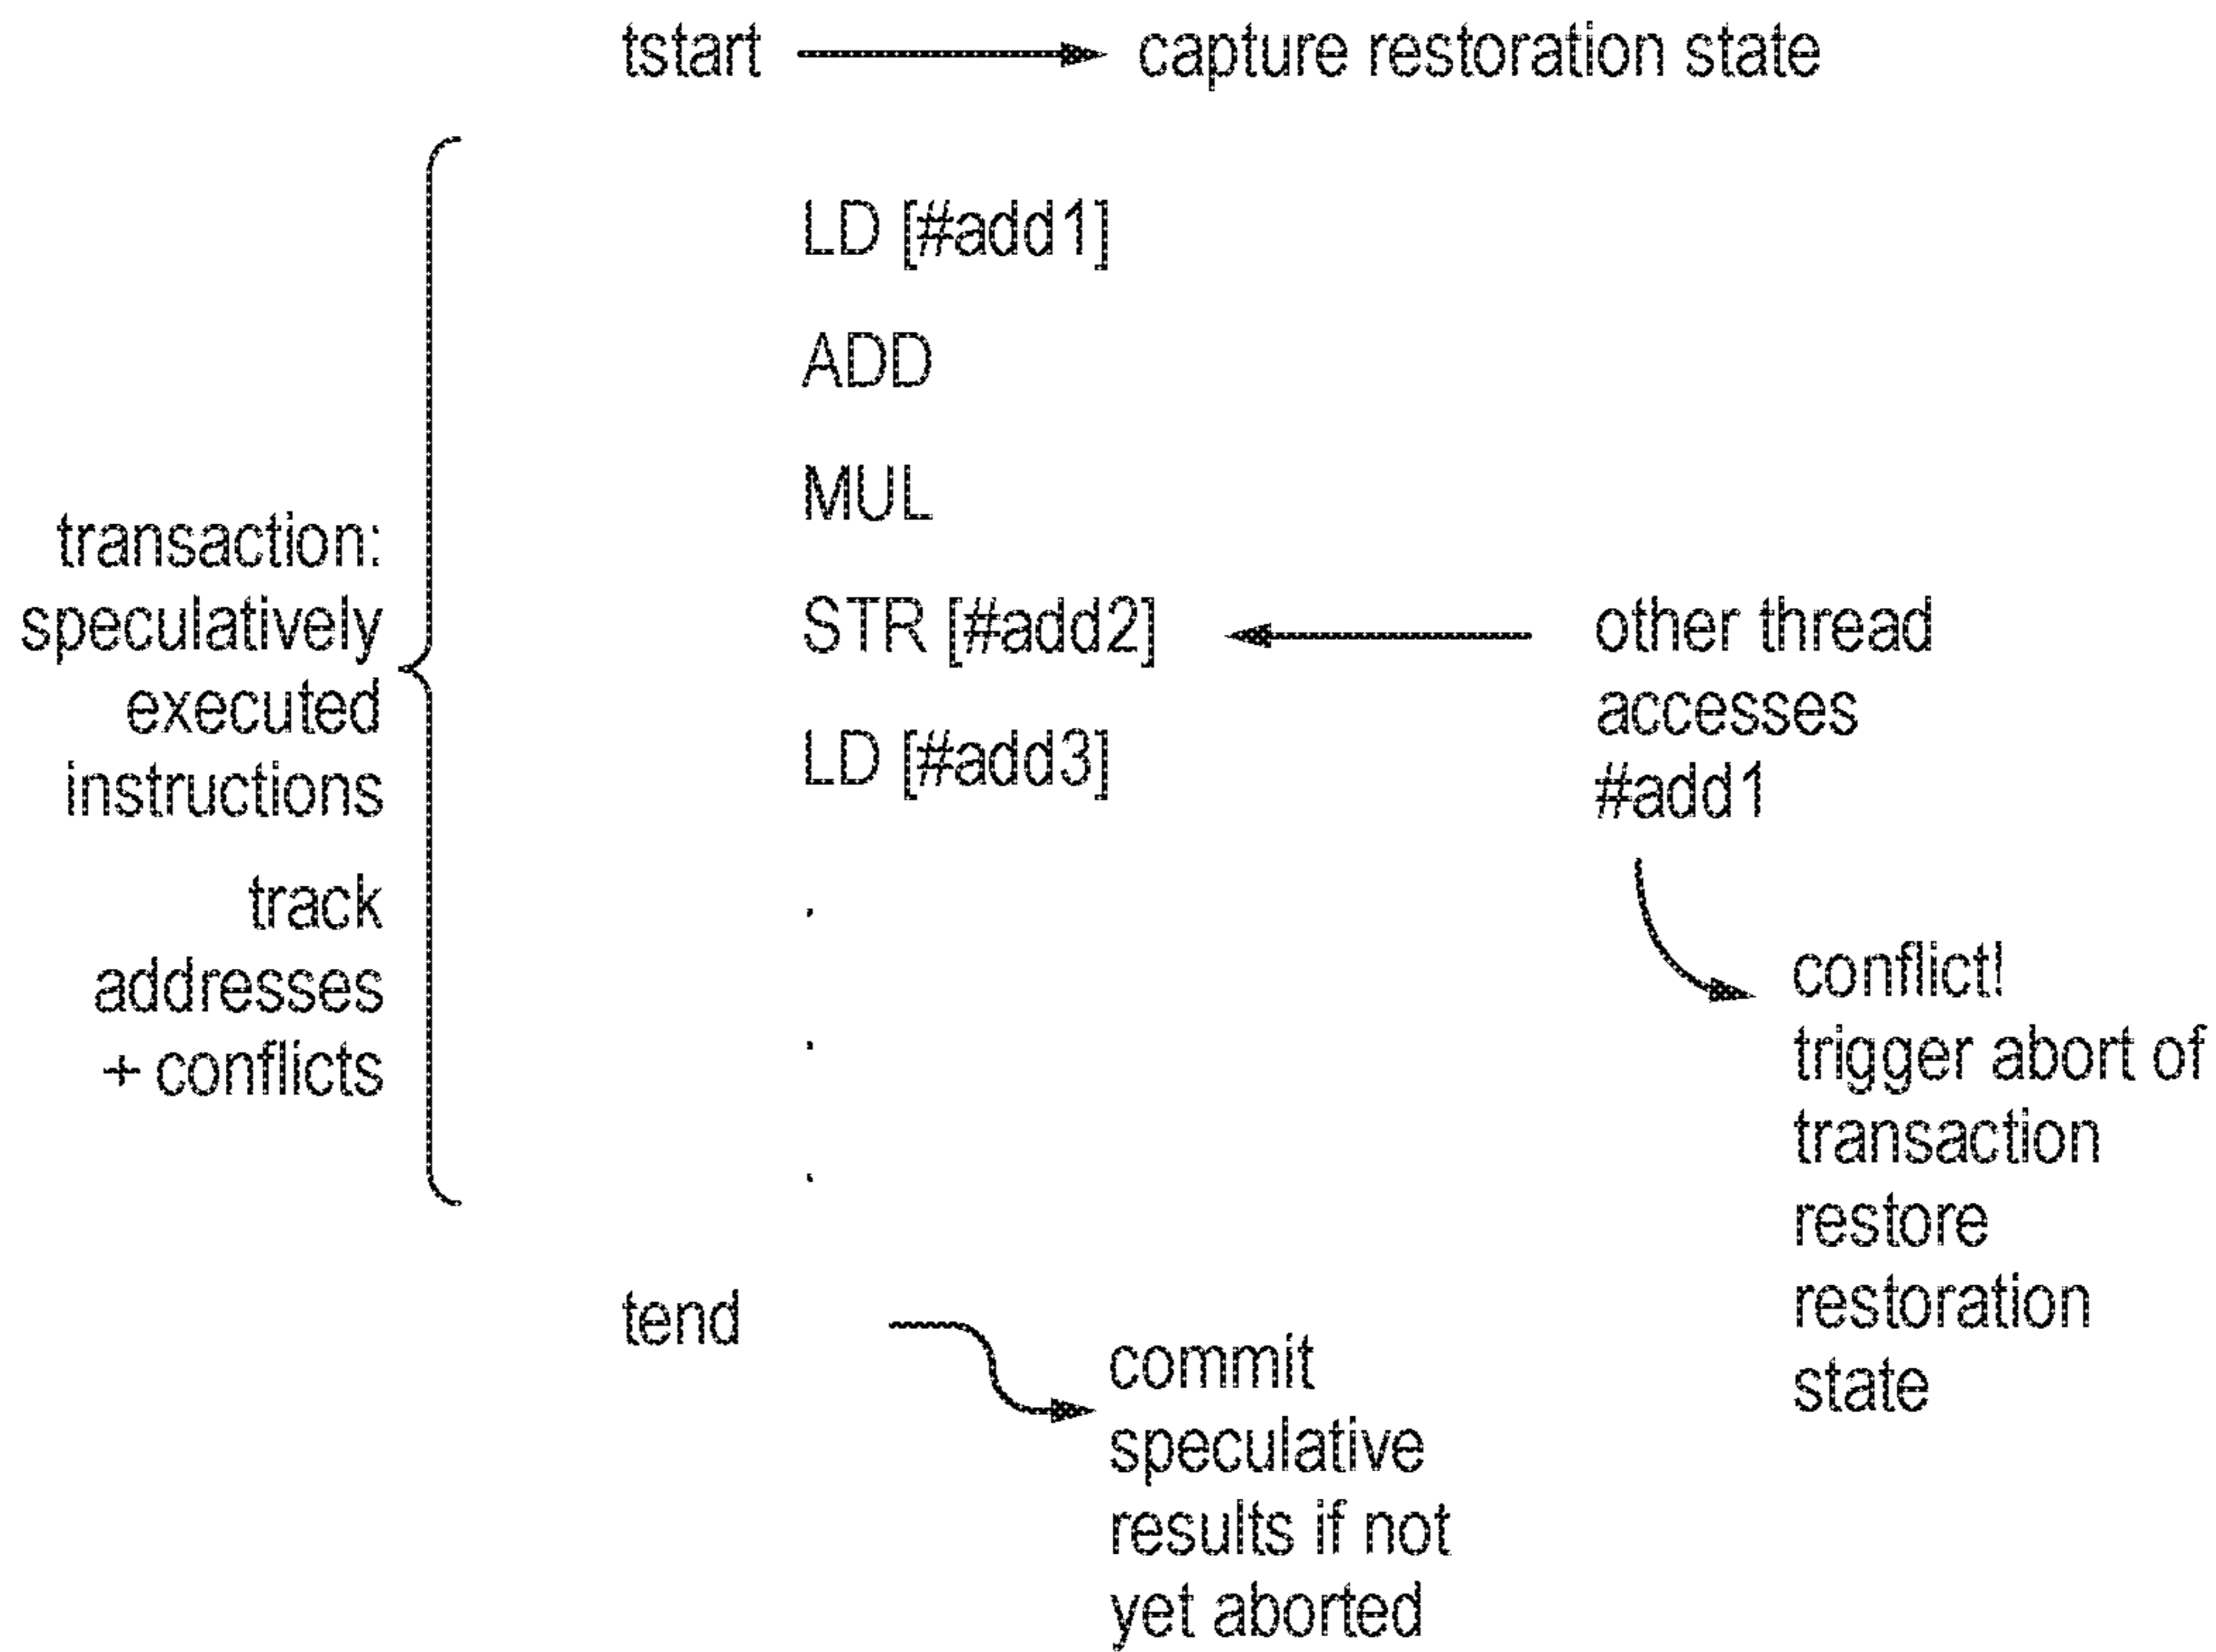 tstart
capture restoration state
LD [#add1]
ADD
MUL
STR [#add2]
LD [#add3]
.
.
.
transaction:
speculatively
executed
instructions
track
addresses
+ conflicts
other thread
accesses
#add1
conflict!
trigger abort of
transaction
restore
restoration
state
tend
commit
speculative
results if not
yet aborted